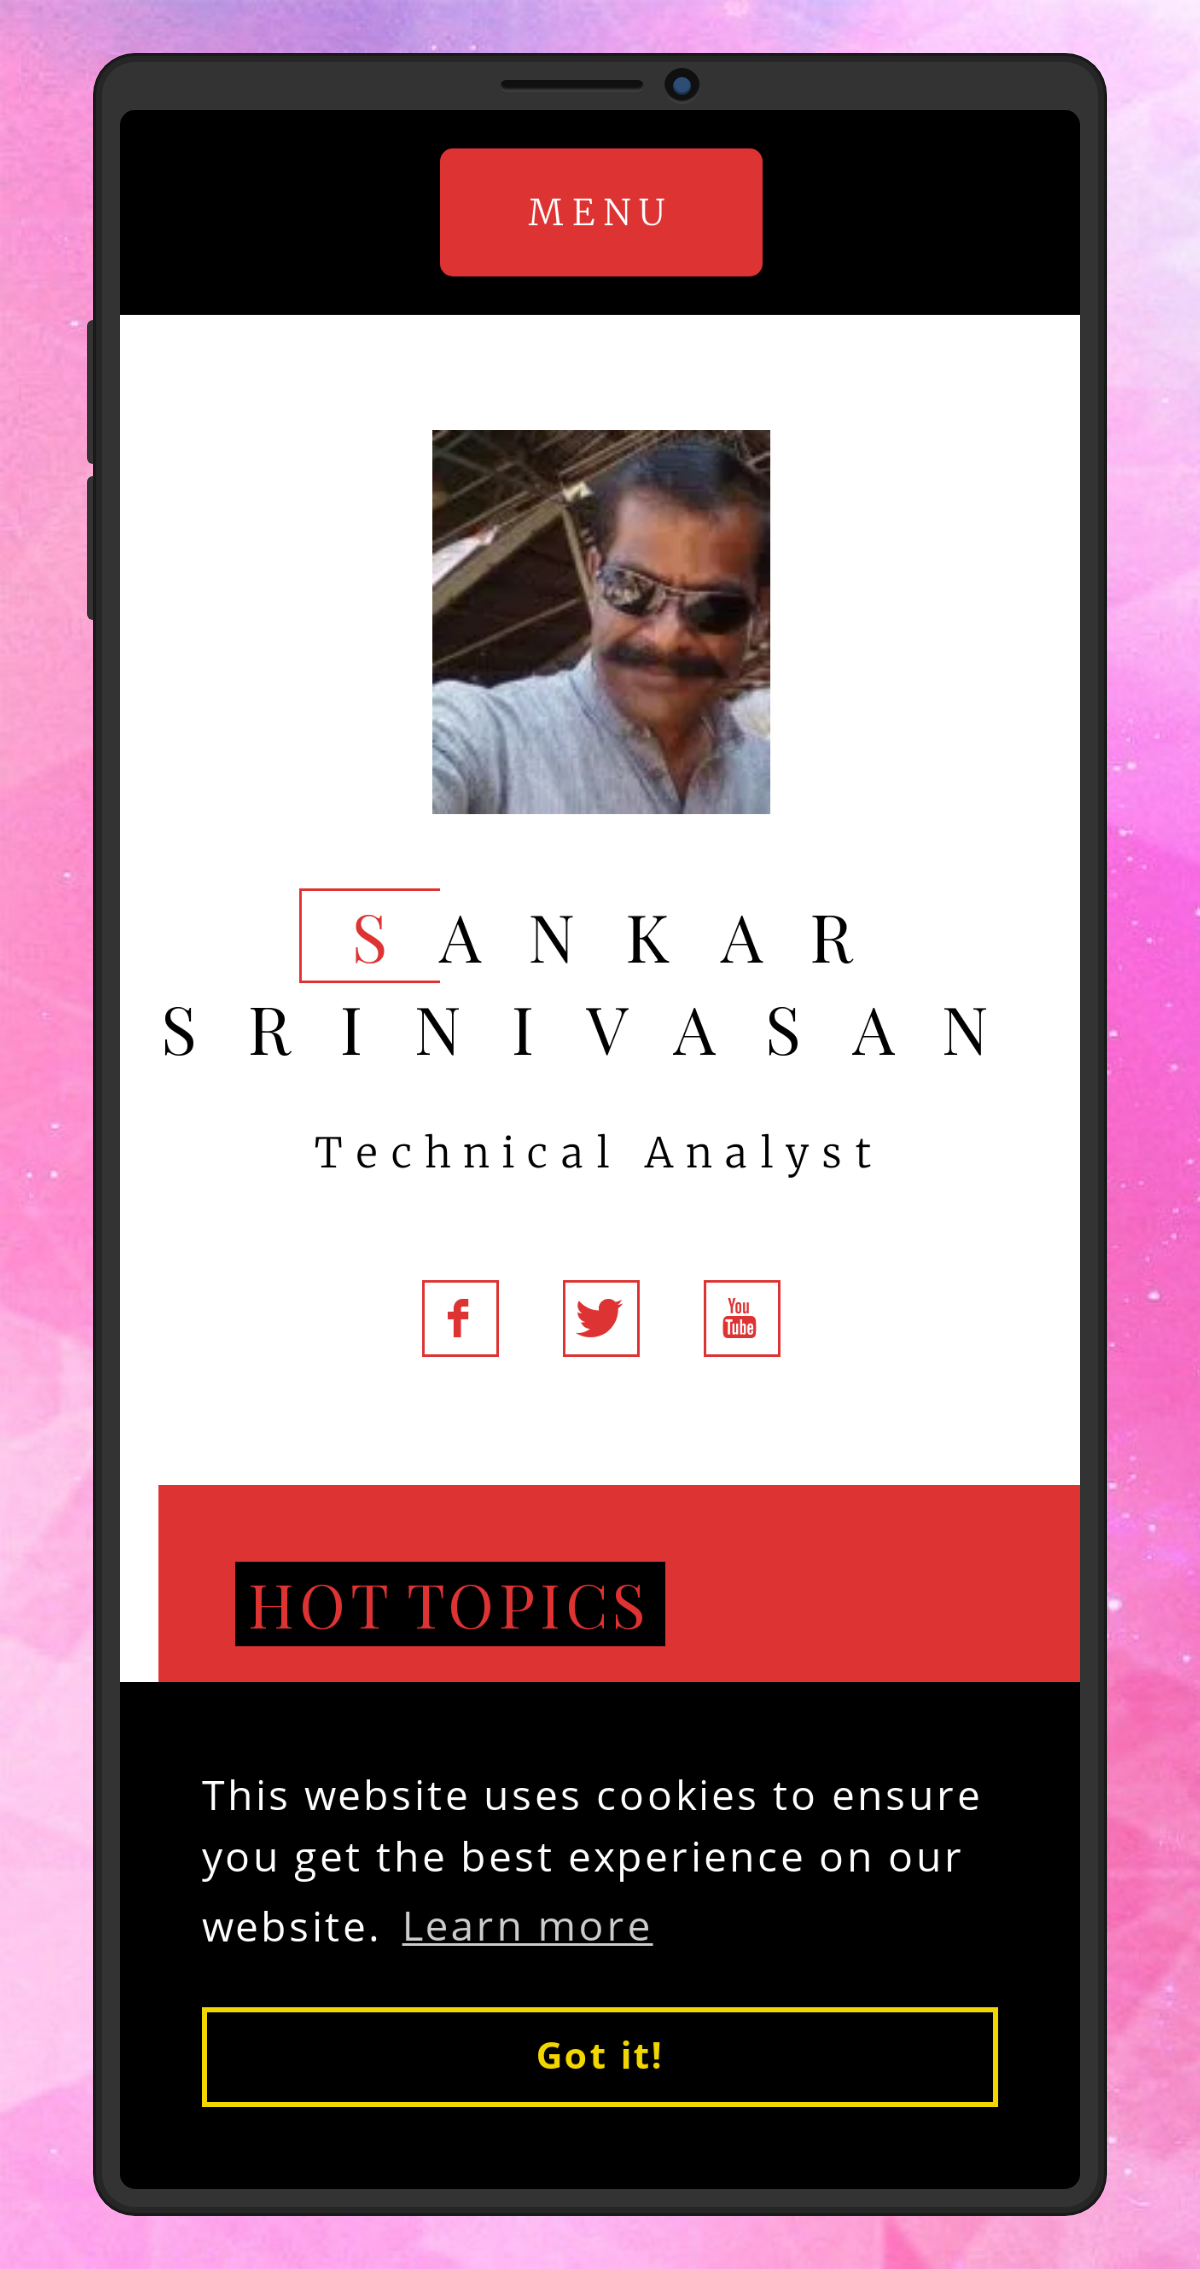 MENU
SANKAR
SRINIVASAN
Technical Analyst
You
Tube
HOT TOPICS
This website uses cookies to ensure
you get the best experience on our
website. Learn more
Got it!